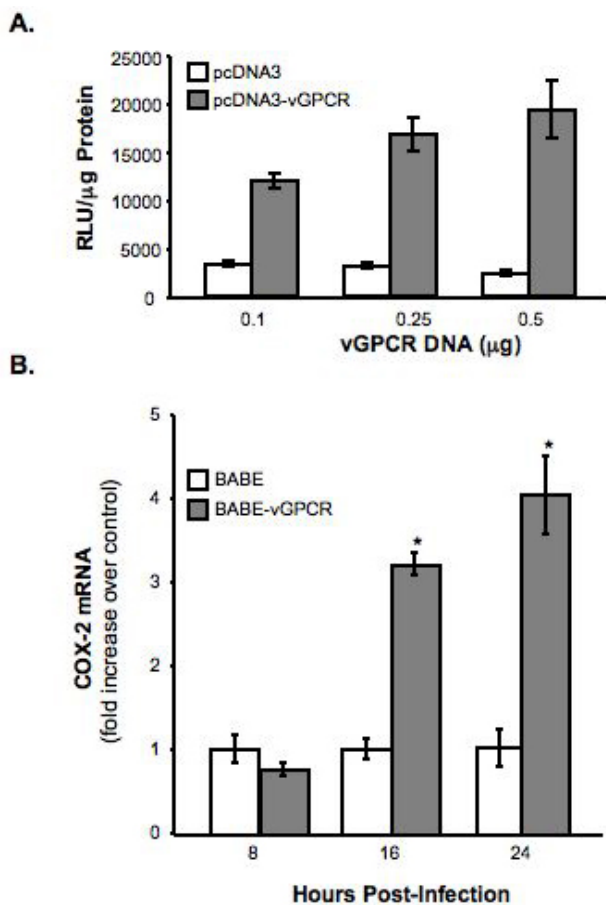 A.
25000
20000
15000
10000
5000
0
RLU/μg Protein
pcDNA3
pcDNA3-vGPCR
0.1
0.25
0.5
vGPCR DNA (μg)
B.
5
4
3
2
1
0
COX-2 mRNA
(fold increase over control)
BABE
BABE-vGPCR
*
*
8
16
24
Hours Post-Infection